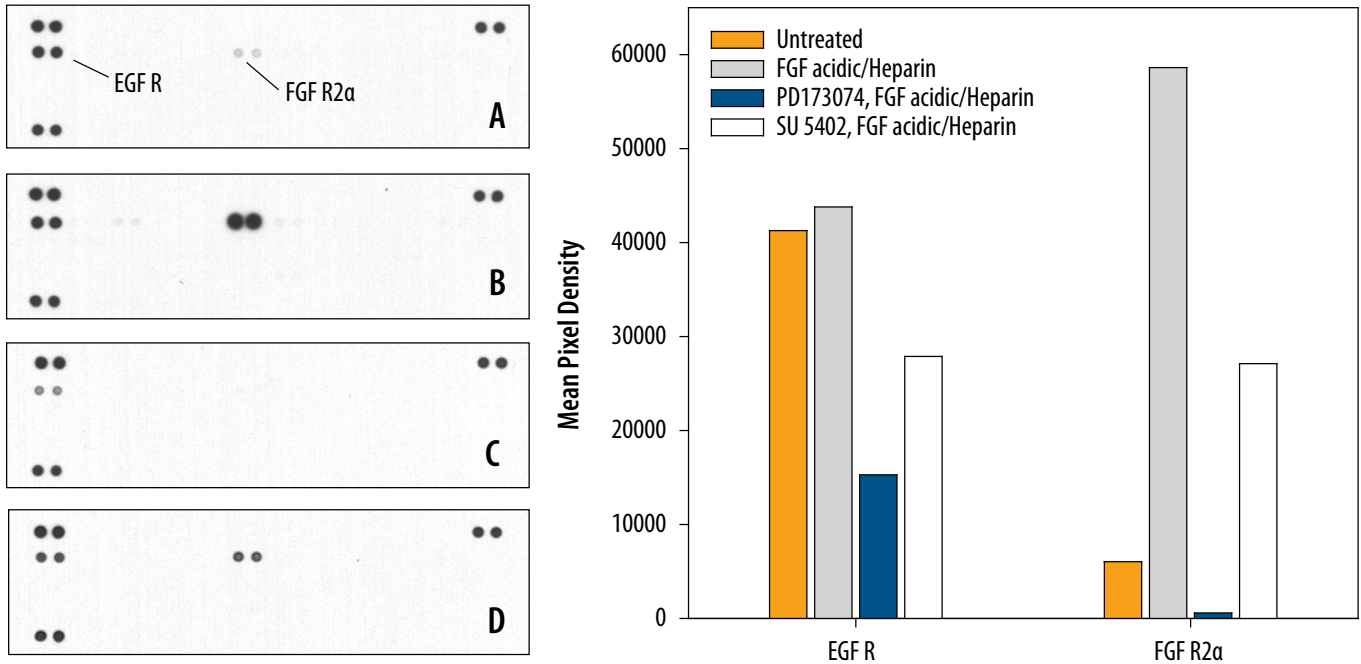 EGF R
FGF R2α
A
B
C
D
Untreated
FGF acidic/Heparin
PD173074, FGF acidic/Heparin
SU 5402, FGF acidic/Heparin
Mean Pixel Density
60000
50000
40000
30000
20000
10000
0
EGF R
FGF R2α